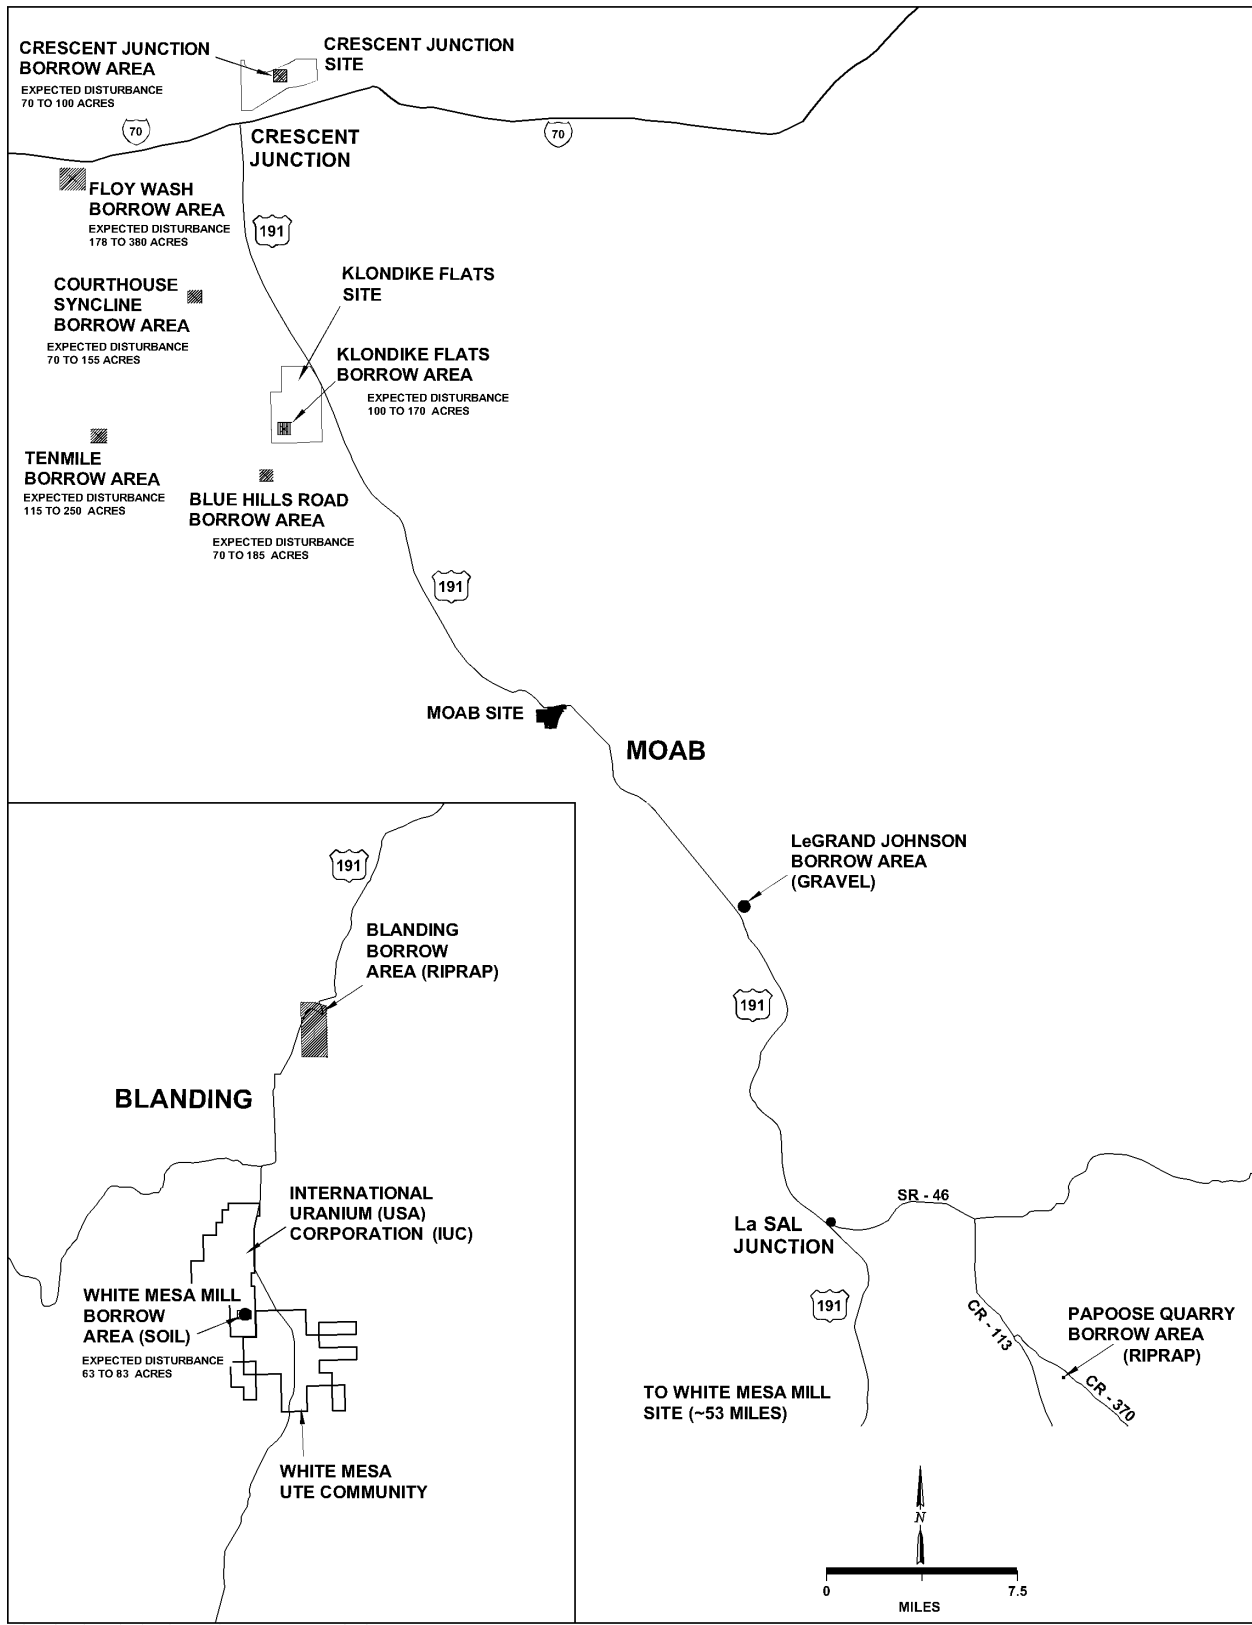 CRESCENT JUNCTION
BORROW AREA
EXPECTED DISTURBANCE
70 TO 100 ACRES
CRESCENT JUNCTION
SITE
70
70
CRESCENT
JUNCTION
FLOY WASH
BORROW AREA
EXPECTED DISTURBANCE
178 TO 380 ACRES
191
COURTHOUSE
SYNCLINE
BORROW AREA
EXPECTED DISTURBANCE
70 TO 155 ACRES
KLONDIKE FLATS
SITE
KLONDIKE FLATS
BORROW AREA
EXPECTED DISTURBANCE
100 TO 170 ACRES
TENMILE
BORROW AREA
EXPECTED DISTURBANCE
115 TO 250 ACRES
BLUE HILLS ROAD
BORROW AREA
EXPECTED DISTURBANCE
70 TO 185 ACRES
191
MOAB SITE
MOAB
LeGRAND JOHNSON
BORROW AREA
(GRAVEL)
191
SR - 46
La SAL
JUNCTION
191
CR - 113
PAPOOSE QUARRY
BORROW AREA
(RIPRAP)
CR - 370
TO WHITE MESA MILL
SITE (~53 MILES)
N
0
7.5
MILES
191
BLANDING
BORROW
AREA (RIPRAP)
BLANDING
INTERNATIONAL
URANIUM (USA)
CORPORATION (IUC)
WHITE MESA MILL
BORROW
AREA (SOIL)
EXPECTED DISTURBANCE
63 TO 83 ACRES
WHITE MESA
UTE COMMUNITY